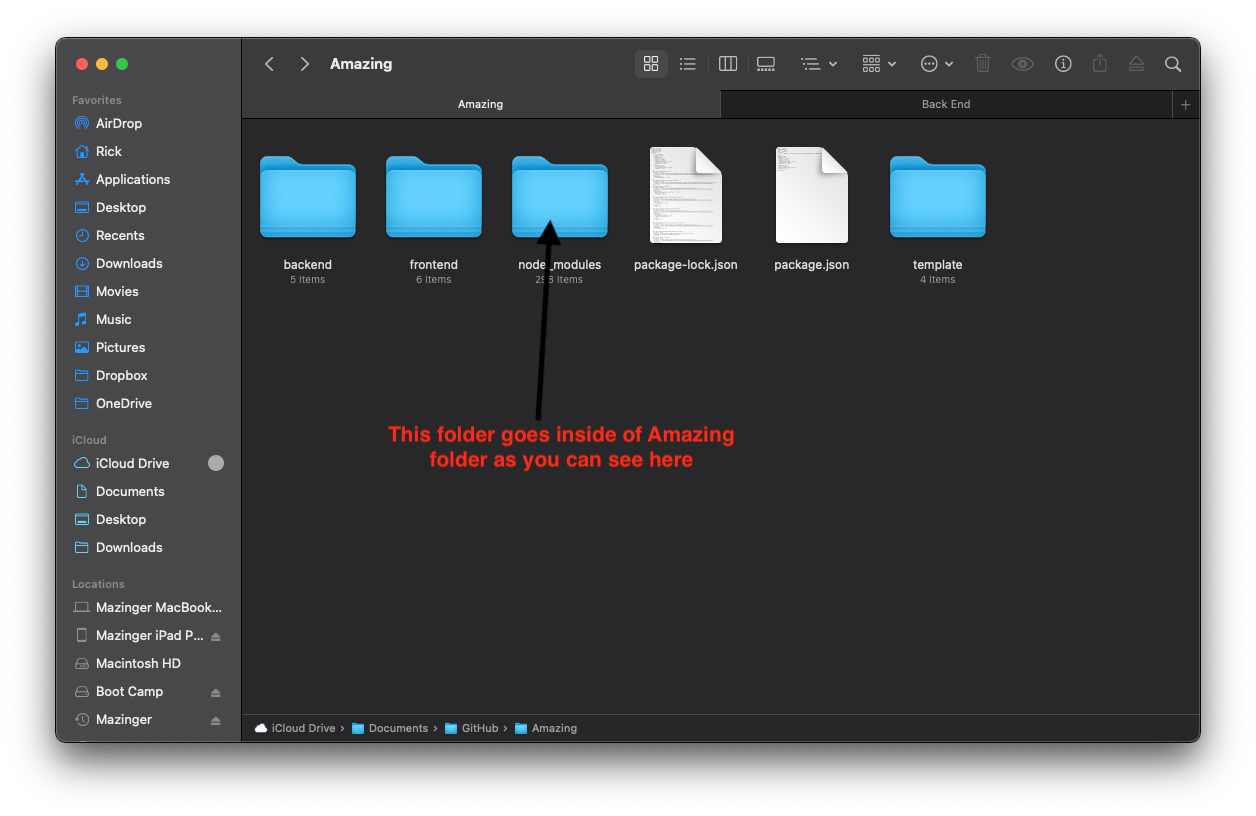 Amazing
Amazing
Back End
Favorites
AirDrop
Rick
Applications
Desktop
Recents
Downloads
Movies
Music
Pictures
Dropbox
OneDrive
iCloud
iCloud Drive
Documents
Desktop
Downloads
Locations
Mazinger MacBook...
Mazinger iPad P...
Macintosh HD
Boot Camp
Mazinger
backend
5 items
frontend
6 items
node_modules
298 items
package-lock.json
package.json
template
4 items
This folder goes inside of Amazing
folder as you can see here
iCloud Drive › Documents › GitHub › Amazing